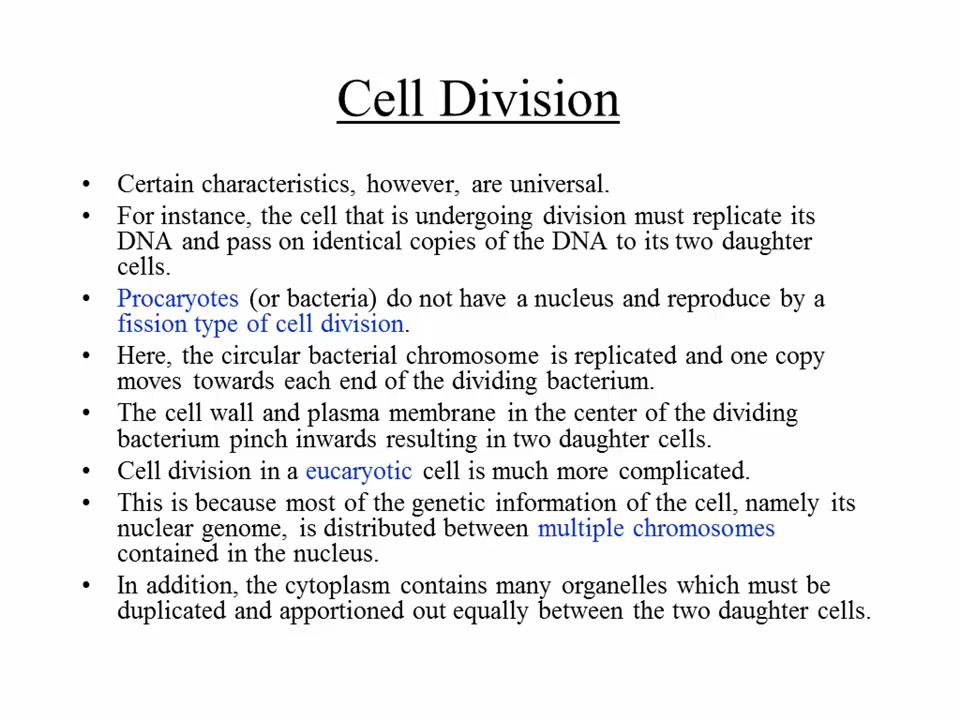 Cell Division
• Certain characteristics, however, are universal.
• For instance, the cell that is undergoing division must replicate its
DNA and pass on identical copies of the DNA to its two daughter
cells.
• Procaryotes (or bacteria) do not have a nucleus and reproduce by a
fission type of cell division.
• Here, the circular bacterial chromosome is replicated and one copy
moves towards each end of the dividing bacterium.
• The cell wall and plasma membrane in the center of the dividing
bacterium pinch inwards resulting in two daughter cells.
• Cell division in a eucaryotic cell is much more complicated.
• This is because most of the genetic information of the cell, namely its
nuclear genome, is distributed between multiple chromosomes
contained in the nucleus.
• In addition, the cytoplasm contains many organelles which must be
duplicated and apportioned out equally between the two daughter cells.